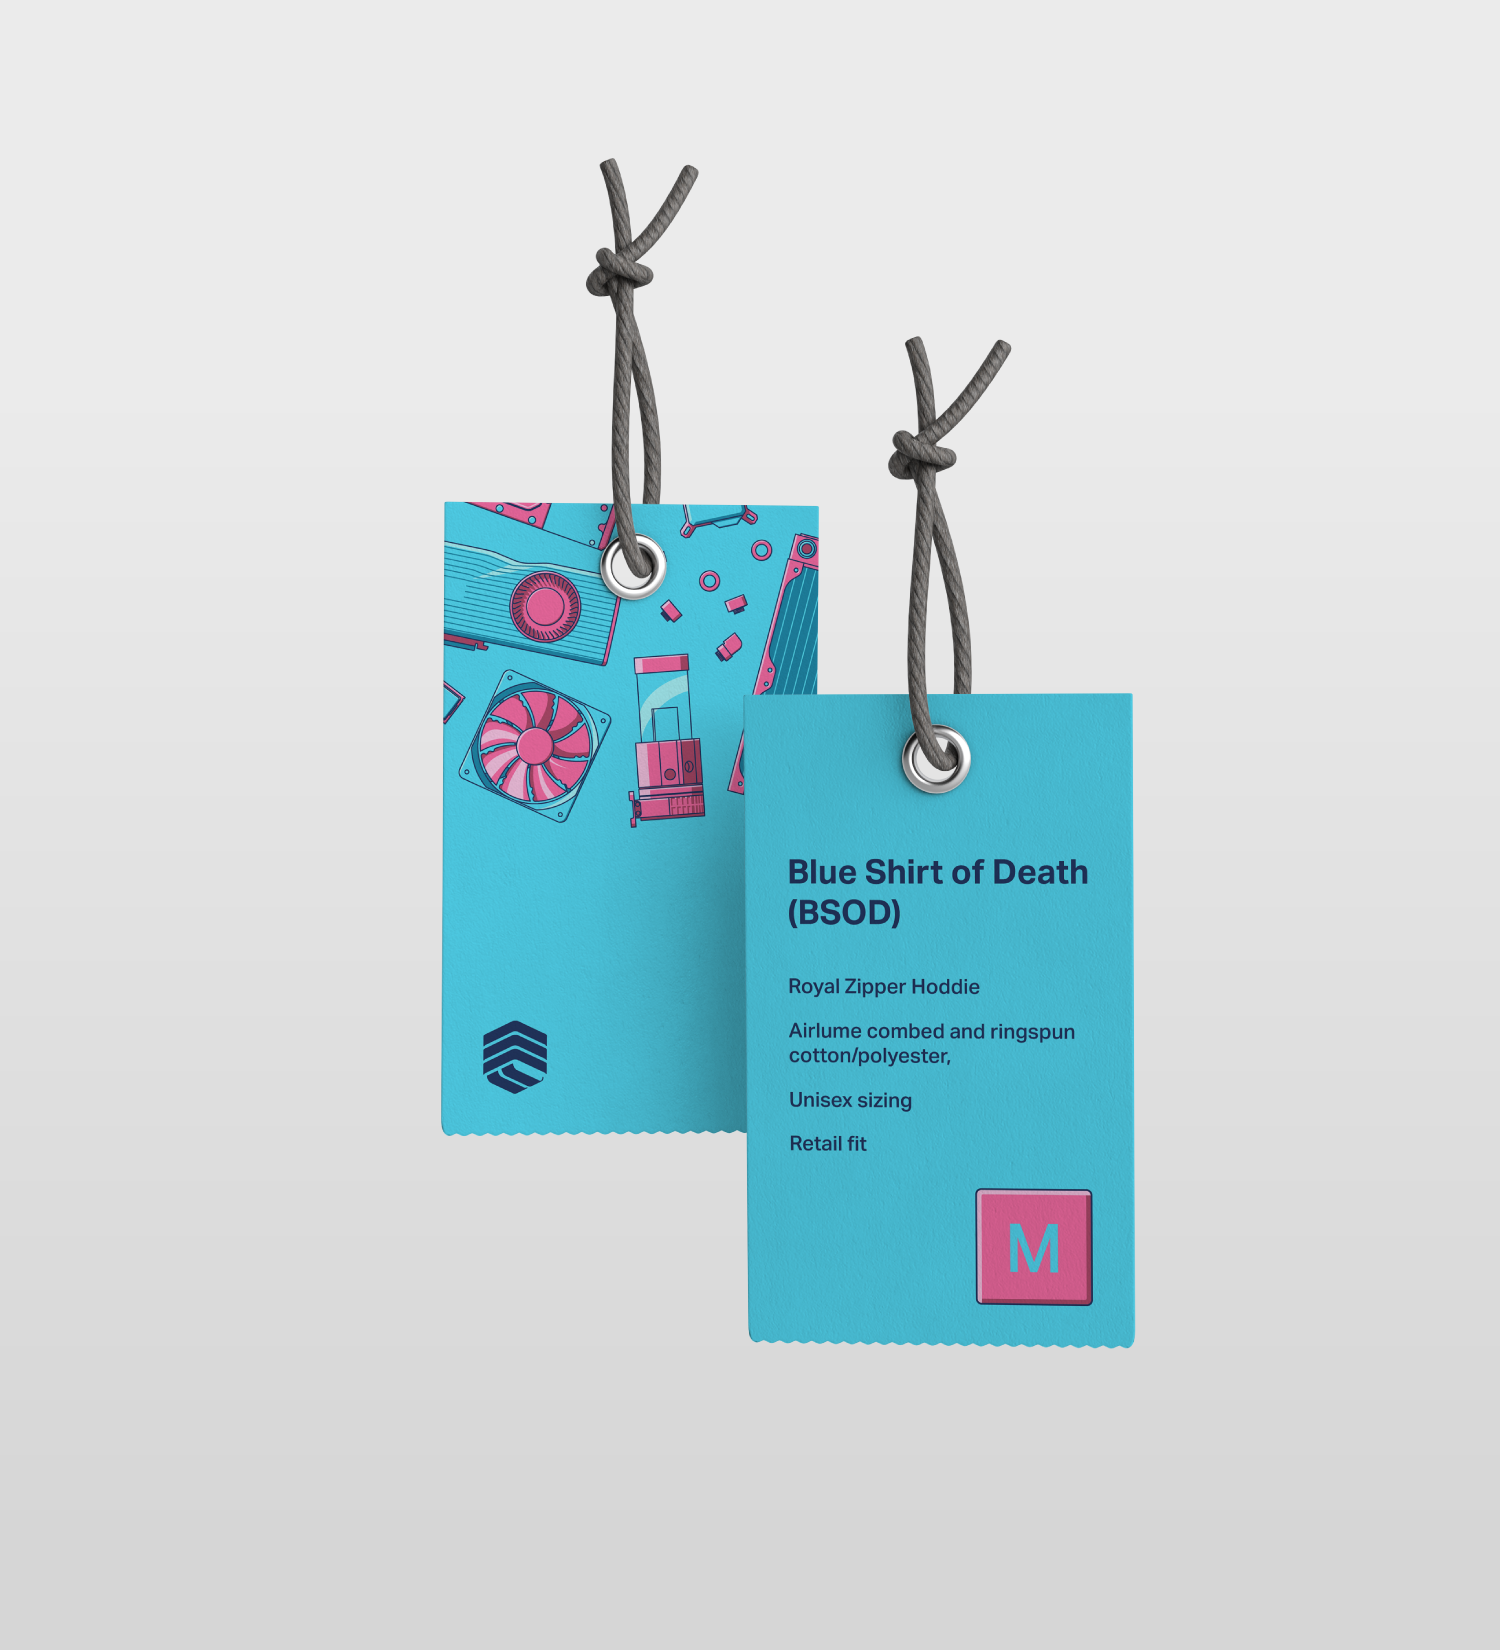 Blue Shirt of Death
(BSOD)
Royal Zipper Hoddie
Airlume combed and ringspun
cotton/polyester,
Unisex sizing
Retail fit
M